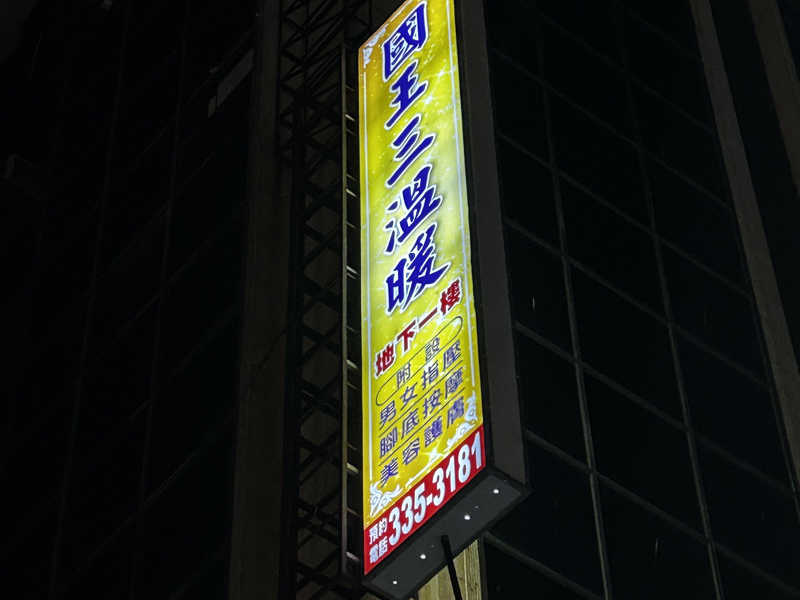 國王三溫暖
地下一樓
附設
男女指壓
腳底按摩
美容護膚
預約
電話
335-3181